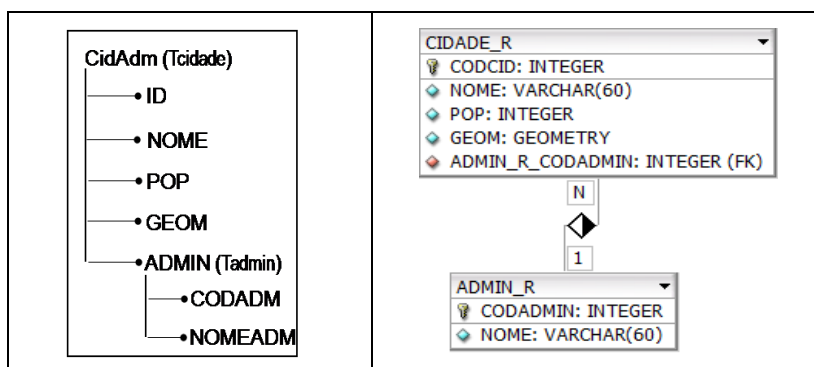 CidAdm (Tcidade)
ID
NOME
POP
GEOM
ADMIN (Tadmin)
CODADM
NOMEADM
CIDADE_R
CODCID: INTEGER
NOME: VARCHAR(60)
POP: INTEGER
GEOM: GEOMETRY
ADMIN_R_CODADMIN: INTEGER (FK)
N
1
ADMIN_R
CODADMIN: INTEGER
NOME: VARCHAR(60)